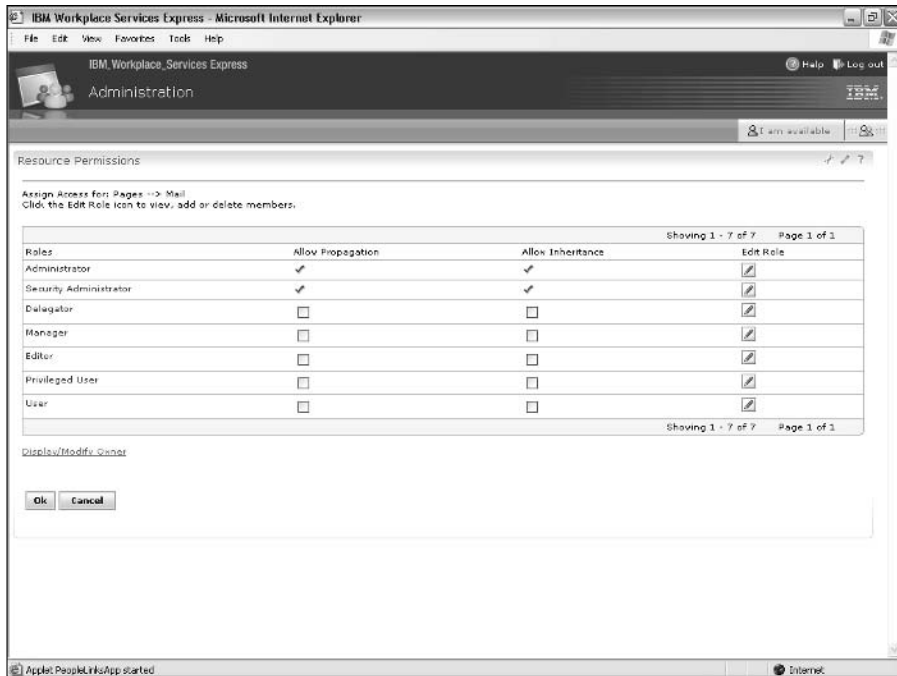 IBM Workplace Services Express - Microsoft Internet Explorer
File Edit View Favorites Tools Help
IBM, Workplace, Services Express
Help Log out
Administration
IBM.
I am available
Resource Permissions
?
Assign Access for: Pages --> Mail
Click the Edit Role icon to view, add or delete members.
Showing 1 - 7 of 7 Page 1 of 1
Roles Allow Propagation Allow Inheritance Edit Role
Administrator
Security Administrator
Delegator
Manager
Editor
Privileged User
User
Showing 1 - 7 of 7 Page 1 of 1
Display/Modify Owner
Ok Cancel
Applet PeopleLinksApp started
Internet